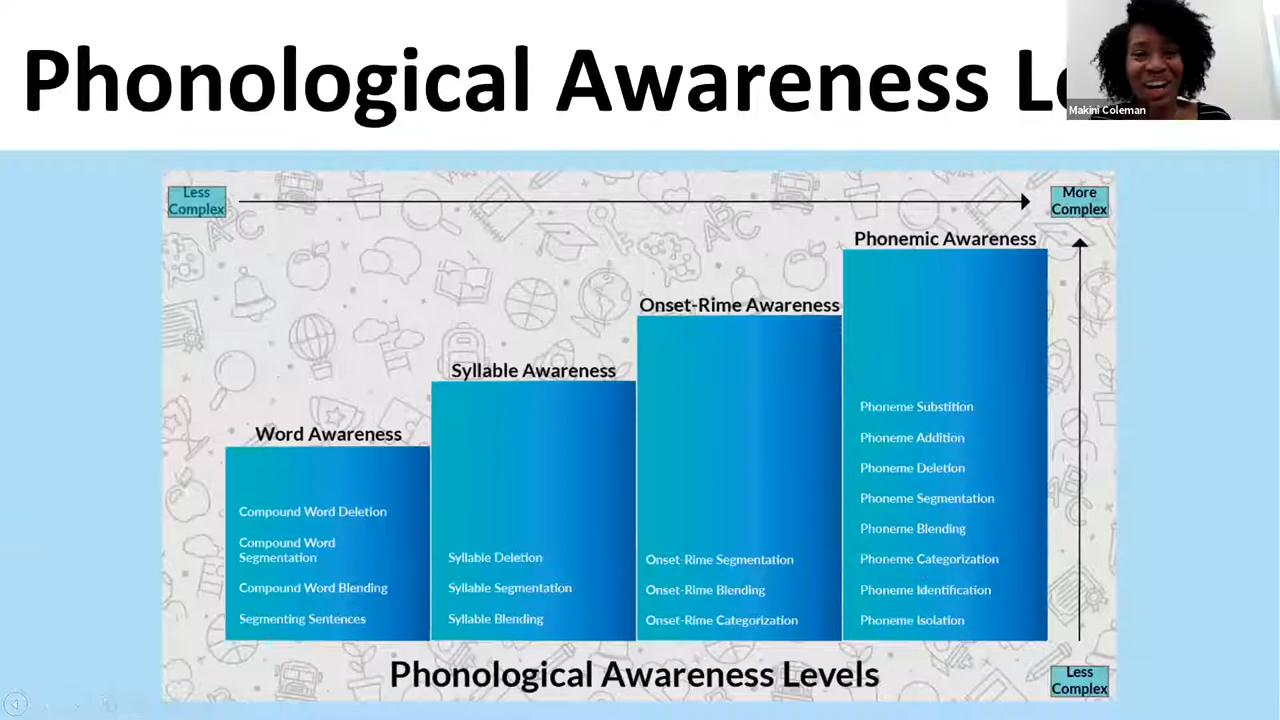 Phonological Awareness Le
Makini Coleman
Less
Complex
More
Complex
Phonemic Awareness
Onset-Rime Awareness
Syllable Awareness
Word Awareness
Compound Word Deletion
Compound Word
Segmentation
Compound Word Blending
Segmenting Sentences
Syllable Deletion
Syllable Segmentation
Syllable Blending
Onset-Rime Segmentation
Onset-Rime Blending
Onset-Rime Categorization
Phoneme Substition
Phoneme Addition
Phoneme Deletion
Phoneme Segmentation
Phoneme Blending
Phoneme Categorization
Phoneme Identification
Phoneme Isolation
Phonological Awareness Levels
Less
Complex